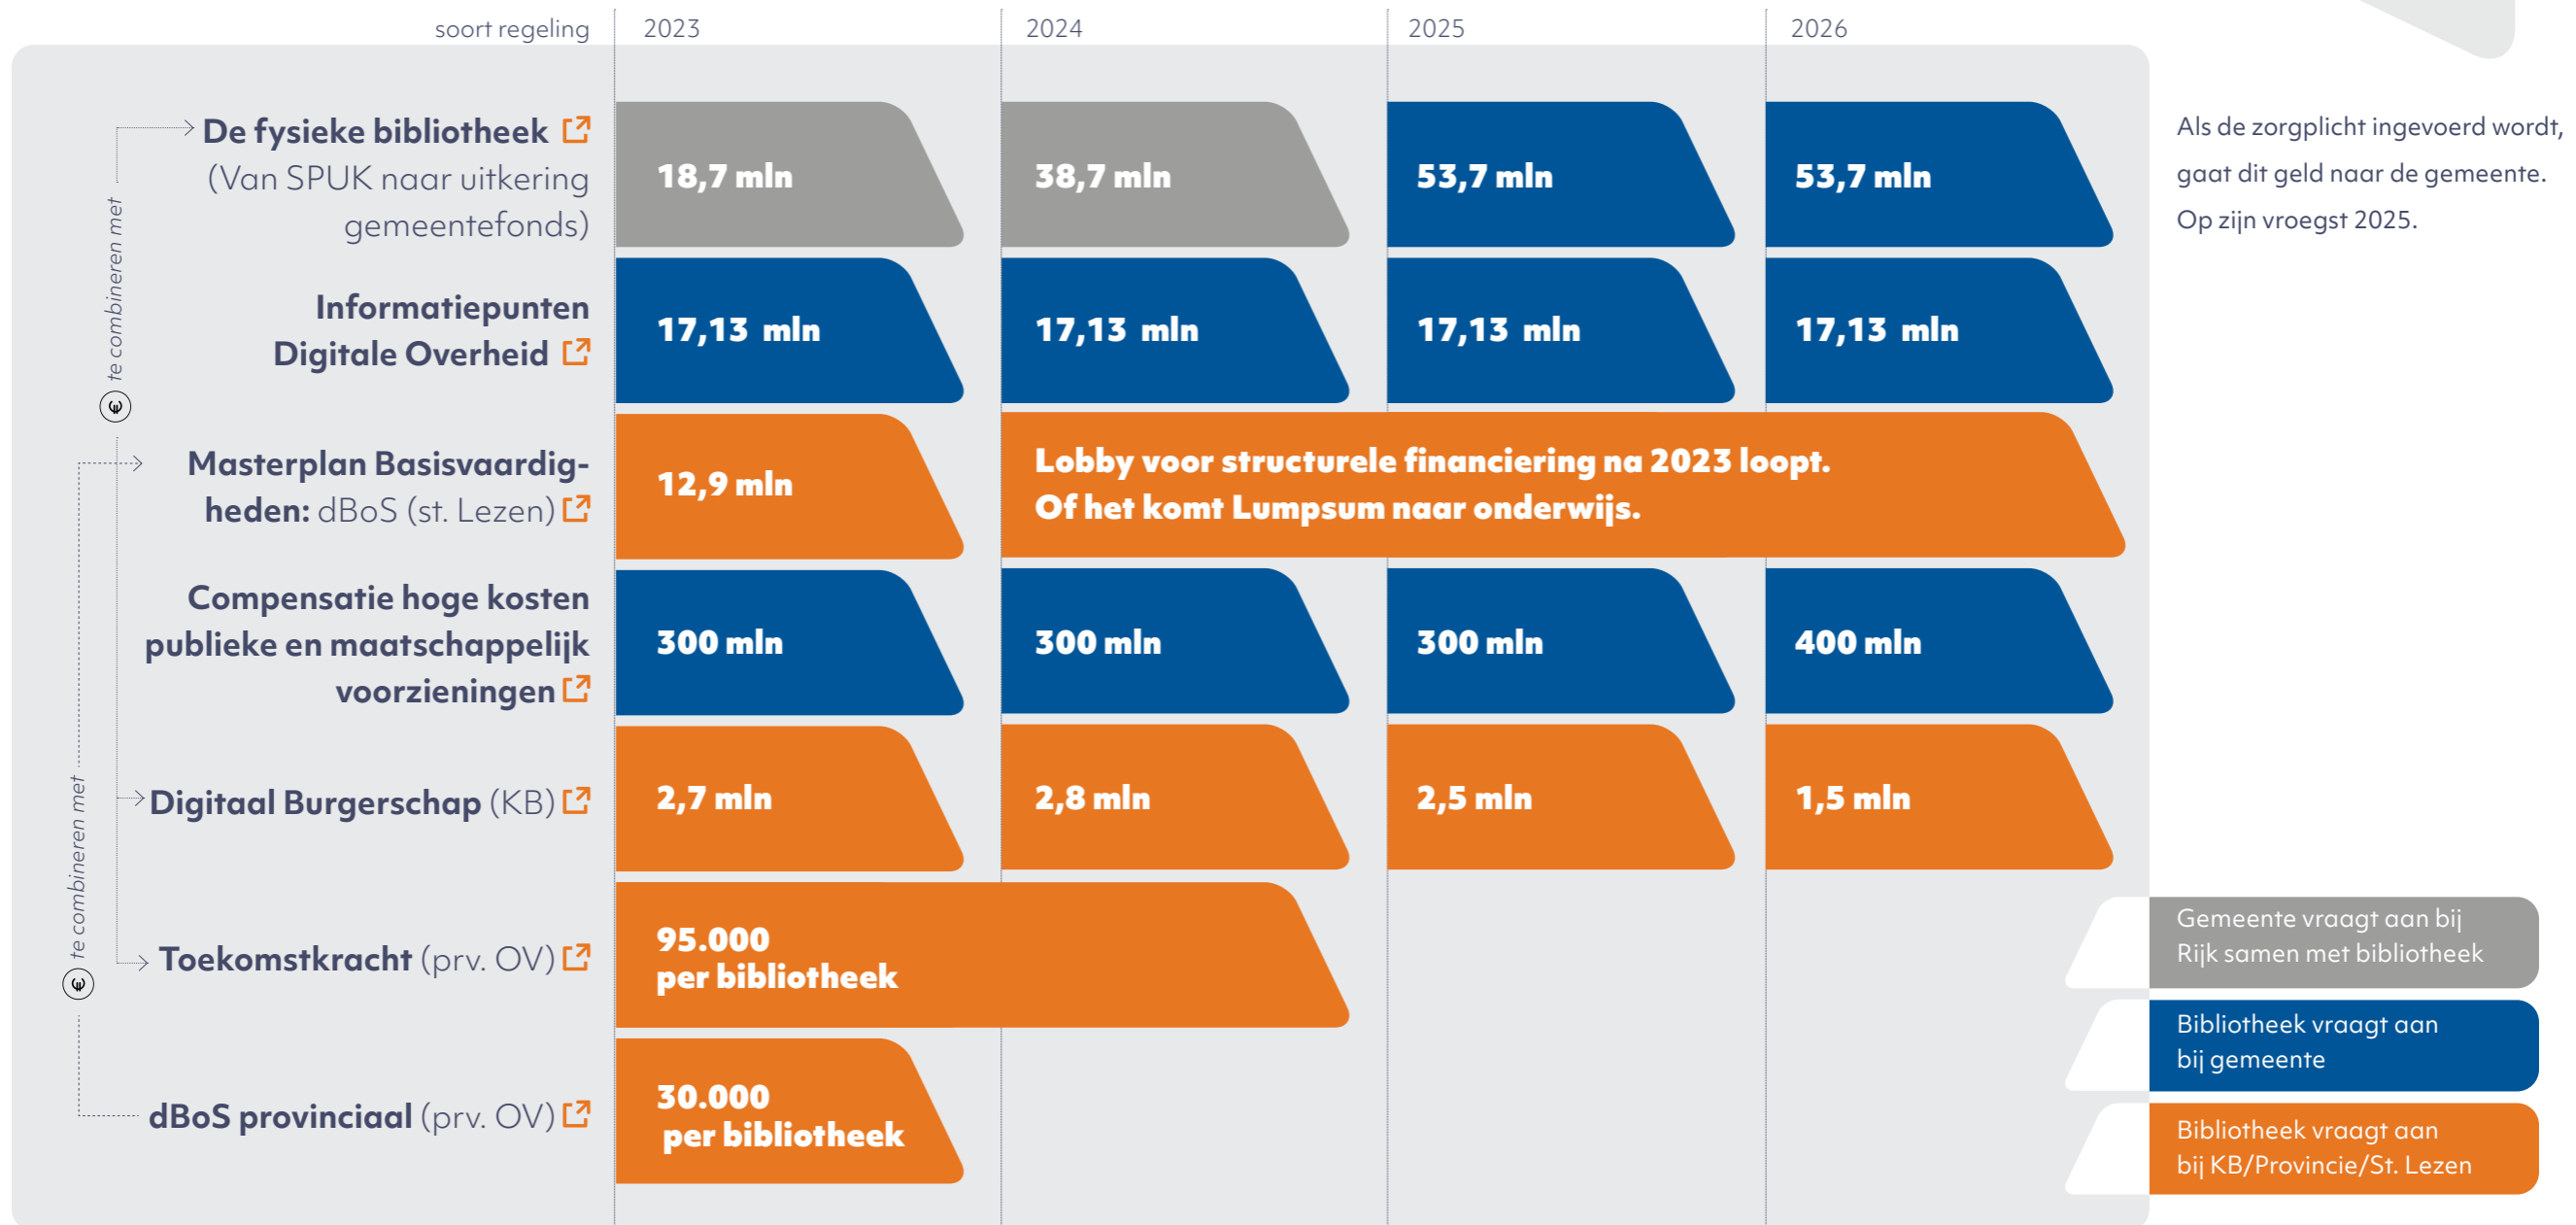 soort regeling
2023
2024
2025
2026
De fysieke bibliotheek
(Van SPUK naar uitkering
gemeentefonds)
18,7 mln
38,7 mln
53,7 mln
53,7 mln
Als de zorgplicht ingevoerd wordt,
gaat dit geld naar de gemeente.
Op zijn vroegst 2025.
te combineren met
€
Informatiepunten
Digitale Overheid
17,13 mln
17,13 mln
17,13 mln
17,13 mln
Masterplan Basisvaardig-
heden: dBoS (st. Lezen)
12,9 mln
Lobby voor structurele financiering na 2023 loopt.
Of het komt Lumpsum naar onderwijs.
Compensatie hoge kosten
publieke en maatschappelijk
voorzieningen
300 mln
300 mln
300 mln
400 mln
te combineren met
€
Digitaal Burgerschap (KB)
2,7 mln
2,8 mln
2,5 mln
1,5 mln
Toekomstkracht (prv. OV)
95.000
per bibliotheek
dBoS provinciaal (prv. OV)
30.000
per bibliotheek
Gemeente vraagt aan bij
Rijk samen met bibliotheek
Bibliotheek vraagt aan
bij gemeente
Bibliotheek vraagt aan
bij KB/Provincie/St. Lezen